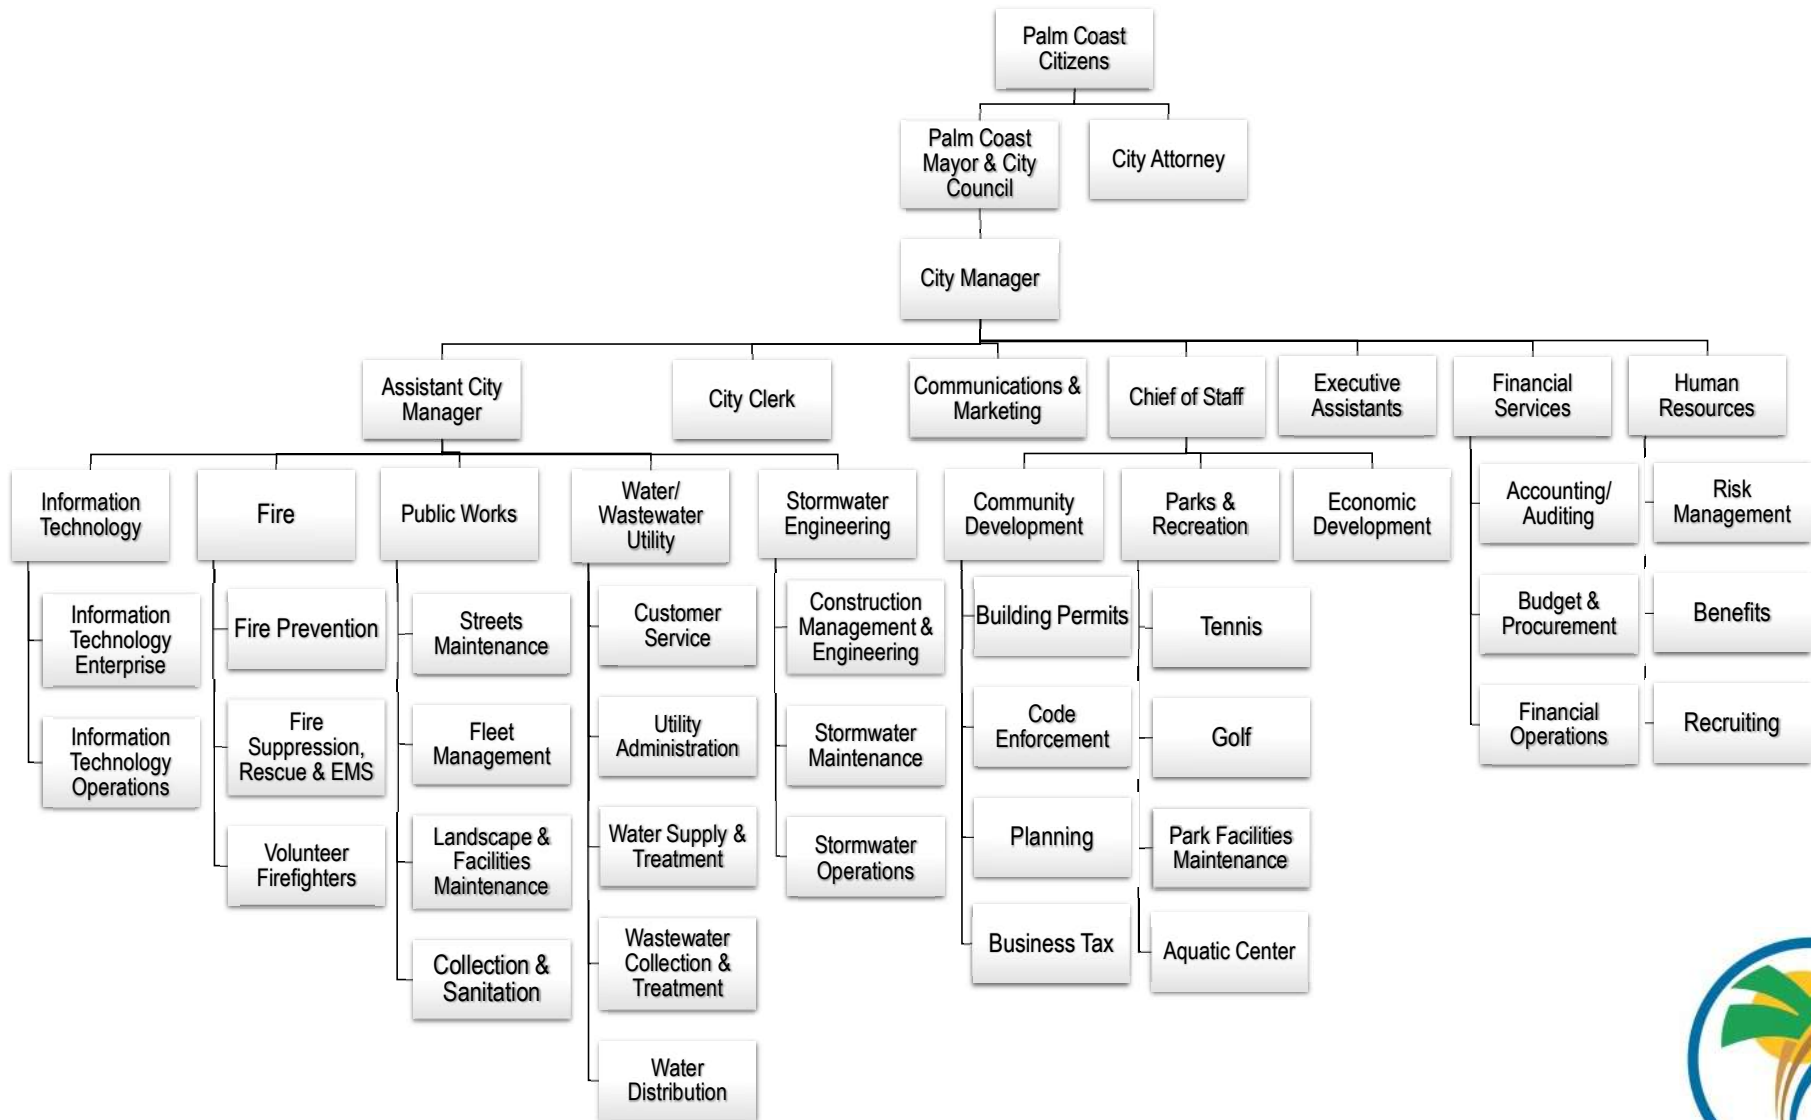 Palm Coast
Citizens
Palm Coast
Mayor & City
Council
City Attorney
City Manager
Assistant City
Manager
City Clerk
Communications &
Marketing
Chief of Staff
Executive
Assistants
Financial
Services
Human
Resources
Information
Technology
Fire
Public Works
Water/
Wastewater
Utility
Stormwater
Engineering
Community
Development
Parks &
Recreation
Economic
Development
Accounting/
Auditing
Risk
Management
Information
Technology
Enterprise
Fire Prevention
Streets
Maintenance
Customer
Service
Construction
Management &
Engineering
Building Permits
Tennis
Budget &
Procurement
Benefits
Information
Technology
Operations
Fire
Suppression,
Rescue & EMS
Fleet
Management
Utility
Administration
Stormwater
Maintenance
Code
Enforcement
Golf
Financial
Operations
Recruiting
Volunteer
Firefighters
Landscape &
Facilities
Maintenance
Water Supply &
Treatment
Stormwater
Operations
Planning
Park Facilities
Maintenance
Collection &
Sanitation
Wastewater
Collection &
Treatment
Business Tax
Aquatic Center
Water
Distribution